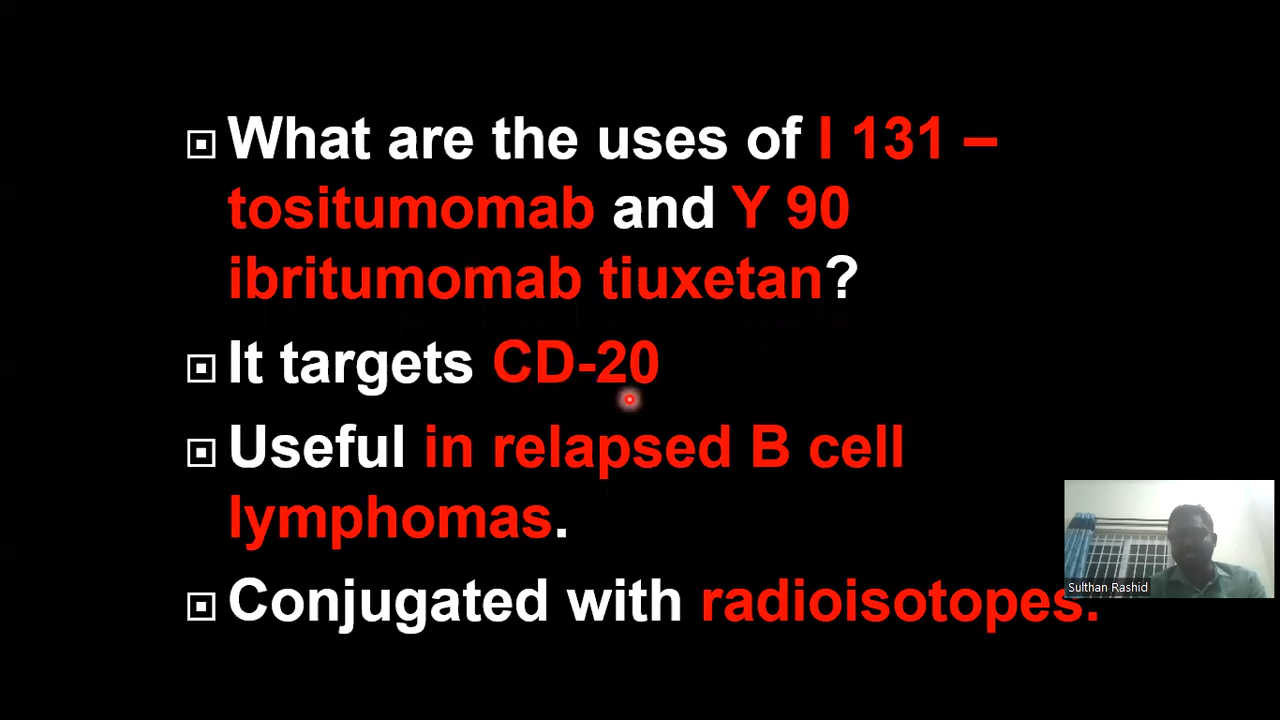 What are the uses of I 131 –
tositumomab and Y 90
ibritumomab tiuxetan?
It targets CD-20
Useful in relapsed B cell
lymphomas.
Conjugated with radioisotopes.
Sulthan Rashid